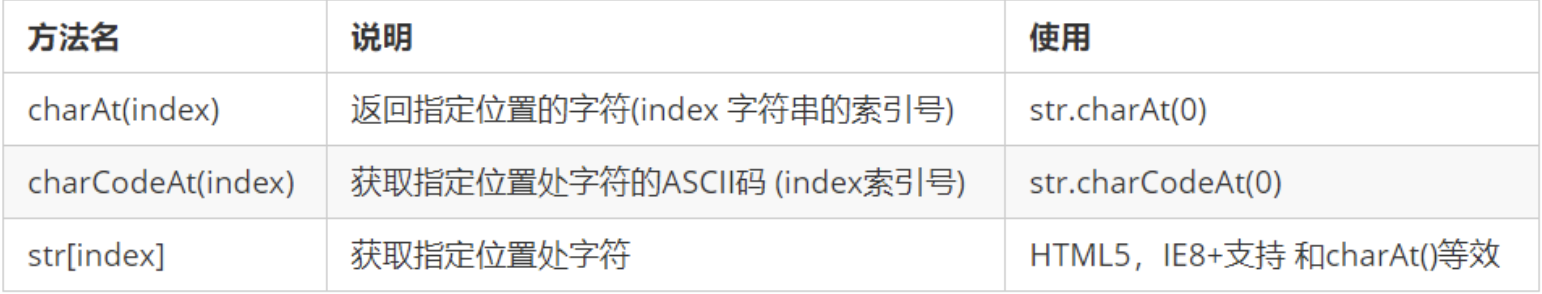 方法名 说明 使用
charAt(index) 返回指定位置的字符(index 字符串的索引号) str.charAt(0)
charCodeAt(index) 获取指定位置处字符的ASCII码 (index索引号) str.charCodeAt(0)
str[index] 获取指定位置处字符 HTML5，IE8+支持 和charAt()等效